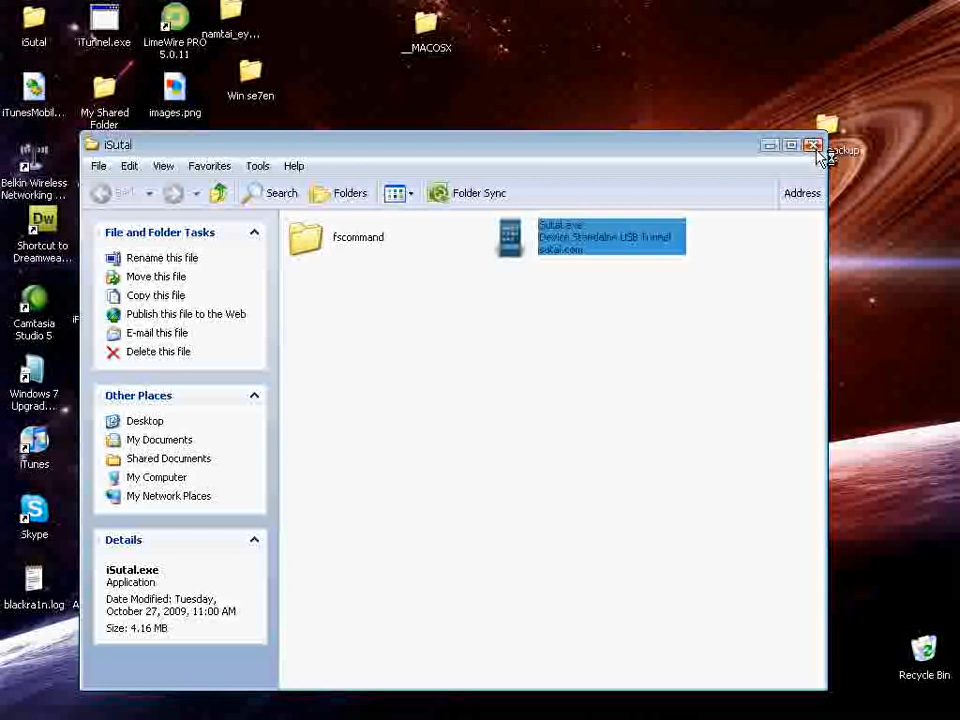 iSutal
iTunnel.exe
LimeWire PRO
5.0.11
namtai_ey...
__MACOSX
iTunesMobil...
My Shared
Folder
images.png
Win se7en
Belkin Wireless
Networking ...
Shortcut to
Dreamwea...
Camtasia
Studio 5
Windows 7
Upgrad...
iTunes
Skype
blackra1n.log
Recycle Bin
iSutal
File Edit View Favorites Tools Help
Back Search Folders Folder Sync Address
File and Folder Tasks
Rename this file
Move this file
Copy this file
Publish this file to the Web
E-mail this file
Delete this file
Other Places
Desktop
My Documents
Shared Documents
My Computer
My Network Places
Details
iSutal.exe
Application
Date Modified: Tuesday,
October 27, 2009, 11:00 AM
Size: 4.16 MB
fscommand
iSutal.exe
Device Standalne USB Tunnel
isutal.com